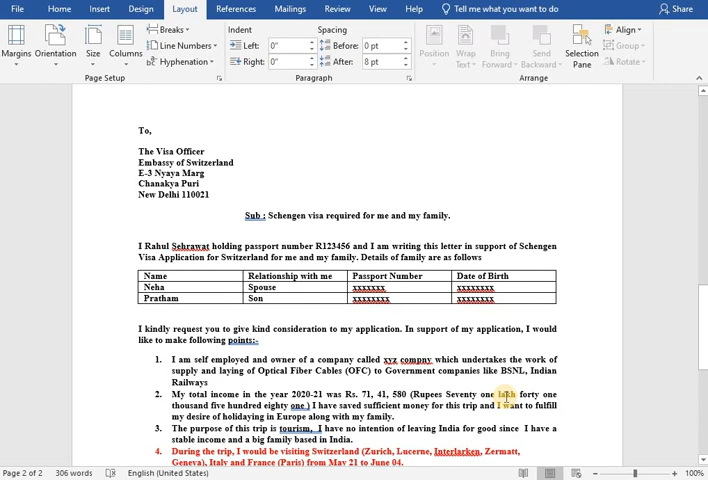 File Home Insert Design Layout References Mailings Review View Help Tell me what you want to do Share
Margins Orientation Size Columns Breaks Line Numbers Hyphenation
Page Setup
Indent Spacing
Left: 0" Before: 0 pt
Right: 0" After: 8 pt
Paragraph
Position Wrap Text Bring Forward Send Backward Selection Pane Align Group Rotate
Arrange
To,
The Visa Officer
Embassy of Switzerland
E-3 Nyaya Marg
Chanakya Puri
New Delhi 110021
Sub : Schengen visa required for me and my family.
I Rahul Sehrawat holding passport number R123456 and I am writing this letter in support of Schengen
Visa Application for Switzerland for me and my family. Details of family are as follows
Name Relationship with me Passport Number Date of Birth
Neha Spouse xxxxxxx xxxxxxxx
Pratham Son xxxxxxxx xxxxxxxx
I kindly request you to give kind consideration to my application. In support of my application, I would
like to make following points:-
1. I am self employed and owner of a company called xyz compny which undertakes the work of
supply and laying of Optical Fiber Cables (OFC) to Government companies like BSNL, Indian
Railways
2. My total income in the year 2020-21 was Rs. 71, 41, 580 (Rupees Seventy one lakh forty one
thousand five hundred eighty one ) I have saved sufficient money for this trip and I want to fulfill
my desire of holidaying in Europe along with my family.
3. The purpose of this trip is tourism, I have no intention of leaving India for good since I have a
stable income and a big family based in India.
4. During the trip, I would be visiting Switzerland (Zurich, Lucerne, Interlarken, Zermatt,
Geneva), Italy and France (Paris) from May 21 to June 04.
Page 2 of 2 306 words English (United States) 100%